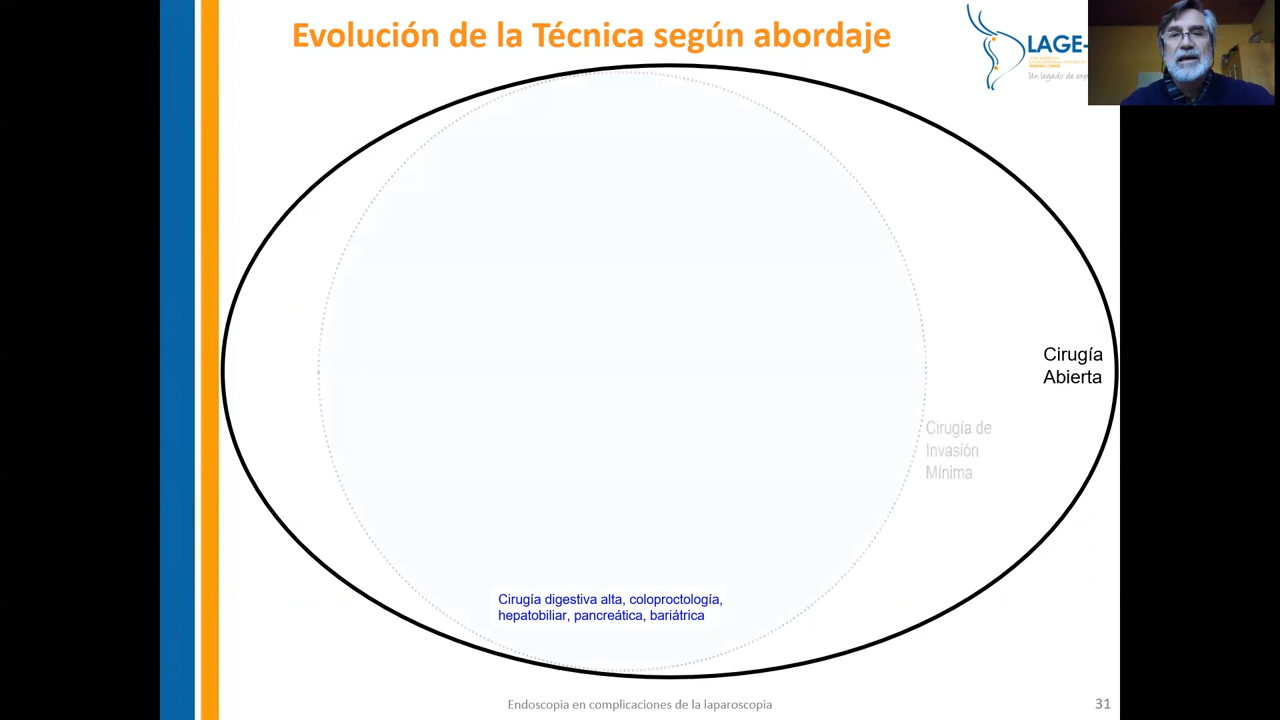 Evolución de la Técnica según abordaje
LAGE-
Un legado de exp
Cirugía
Abierta
Cirugía de
Invasión
Mínima
Cirugía digestiva alta, coloproctología,
hepatobiliar, pancreática, bariátrica
Endoscopia en complicaciones de la laparoscopia
31